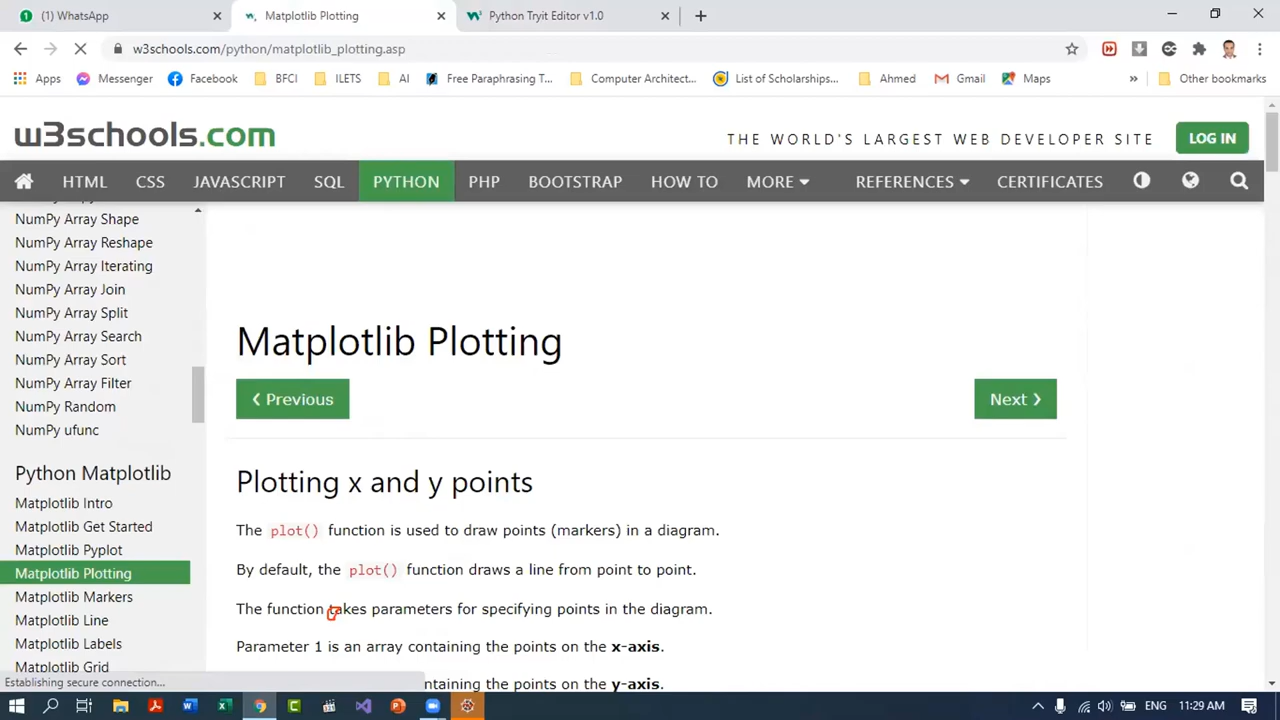 1 (1) WhatsApp
Matplotlib Plotting
Python Tryit Editor v1.0
w3schools.com/python/matplotlib_plotting.asp
Apps Messenger Facebook BFCI ILETS AI Free Paraphrasing T... Computer Architect... List of Scholarships... Ahmed Gmail Maps » Other bookmarks
w3schools.com
THE WORLD'S LARGEST WEB DEVELOPER SITE
LOG IN
HTML CSS JAVASCRIPT SQL PYTHON PHP BOOTSTRAP HOW TO MORE REFERENCES CERTIFICATES
NumPy Array Shape
NumPy Array Reshape
NumPy Array Iterating
NumPy Array Join
NumPy Array Split
NumPy Array Search
NumPy Array Sort
NumPy Array Filter
NumPy Random
NumPy ufunc
Python Matplotlib
Matplotlib Intro
Matplotlib Get Started
Matplotlib Pyplot
Matplotlib Plotting
Matplotlib Markers
Matplotlib Line
Matplotlib Labels
Matplotlib Grid
Matplotlib Plotting
❮ Previous
Next ❯
Plotting x and y points
The plot() function is used to draw points (markers) in a diagram.
By default, the plot() function draws a line from point to point.
The function takes parameters for specifying points in the diagram.
Parameter 1 is an array containing the points on the x-axis.
ntaining the points on the y-axis.
Establishing secure connection...
ENG 11:29 AM